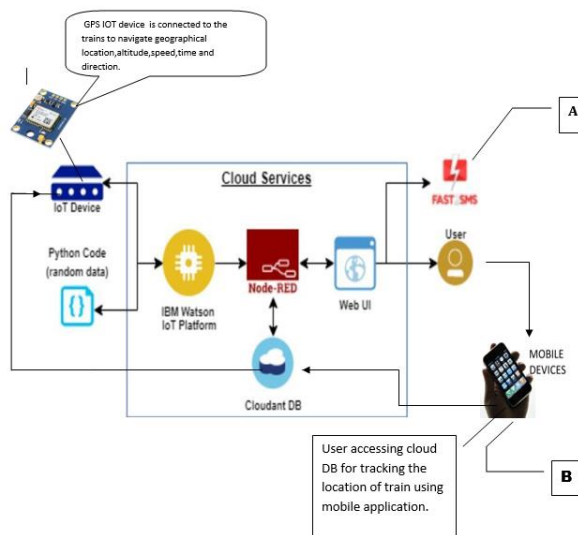 GPS IOT device is connected to the
trains to navigate geographical
location,altitude,speed,time and
direction.
A
Cloud Services
IoT Device
FAST2SMS
User
Python Code
(random data)
Node-RED
IBM Watson
IoT Platform
Web UI
MOBILE
DEVICES
Cloudant DB
User accessing cloud
DB for tracking the
location of train using
mobile application.
B